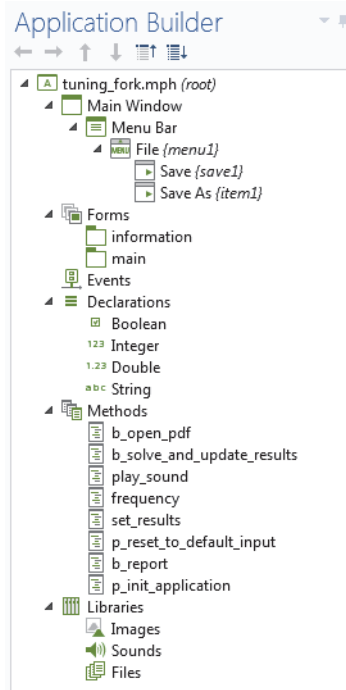 Application Builder
tuning_fork.mph (root)
Main Window
Menu Bar
MENU File {menu1}
Save {save1}
Save As {item1}
Forms
information
main
Events
Declarations
Boolean
123 Integer
1.23 Double
abc String
Methods
b_open_pdf
b_solve_and_update_results
play_sound
frequency
set_results
p_reset_to_default_input
b_report
p_init_application
Libraries
Images
Sounds
Files